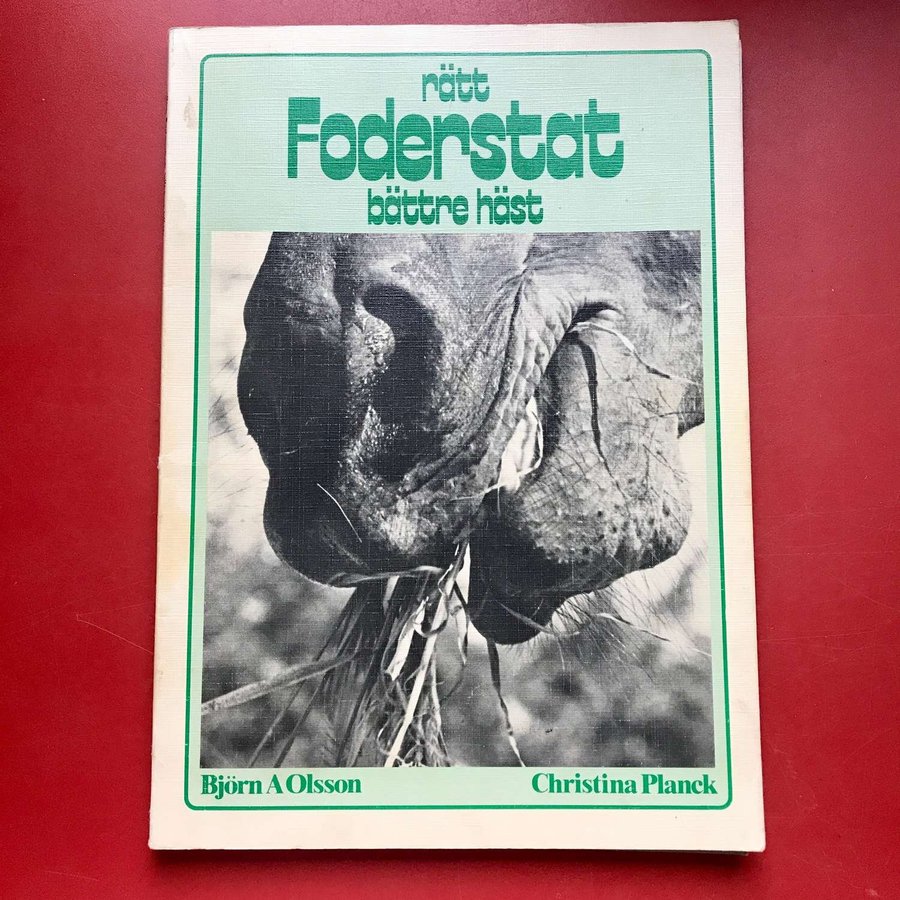 rätt
Foderstat
bättre häst
Björn A Olsson
Christina Planck